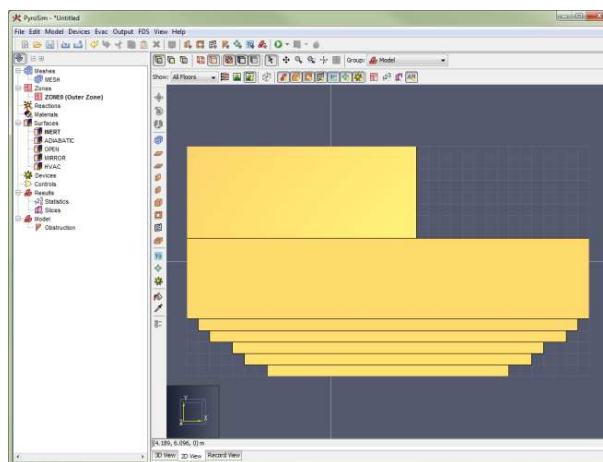 PyroSim - *Untitled
File Edit Model Devices Evac Output FDS View Help
Group: Model
Show: All Floors
Meshes
MESH
Zones
ZONE0 (Outer Zone)
Reactions
Materials
Surfaces
INERT
ADIABATIC
OPEN
MIRROR
HVAC
Devices
Controls
Results
Statistics
Slices
Model
Obstruction
Y
X
[4.189, 6.096, 0] m
3D View 2D View Record View